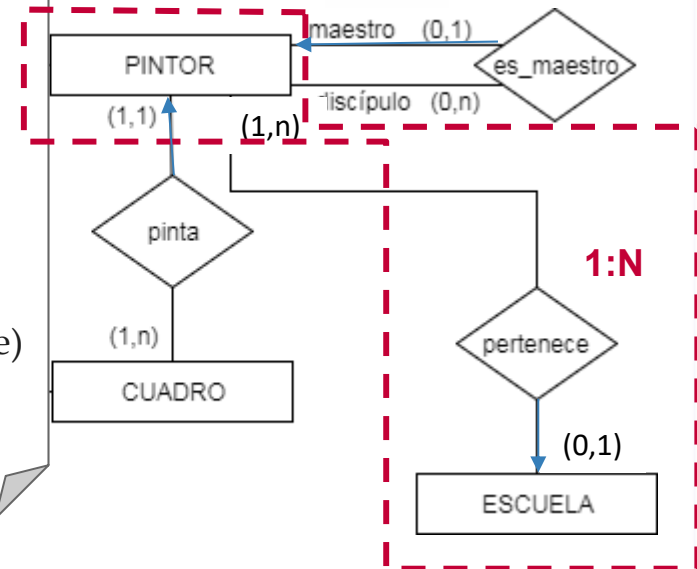 maestro (0,1)
PINTOR
es_maestro
discípulo (0,n)
(1,1)
(1,n)
pinta
1:N
(1,n)
pertenece
e)
CUADRO
(0,1)
ESCUELA